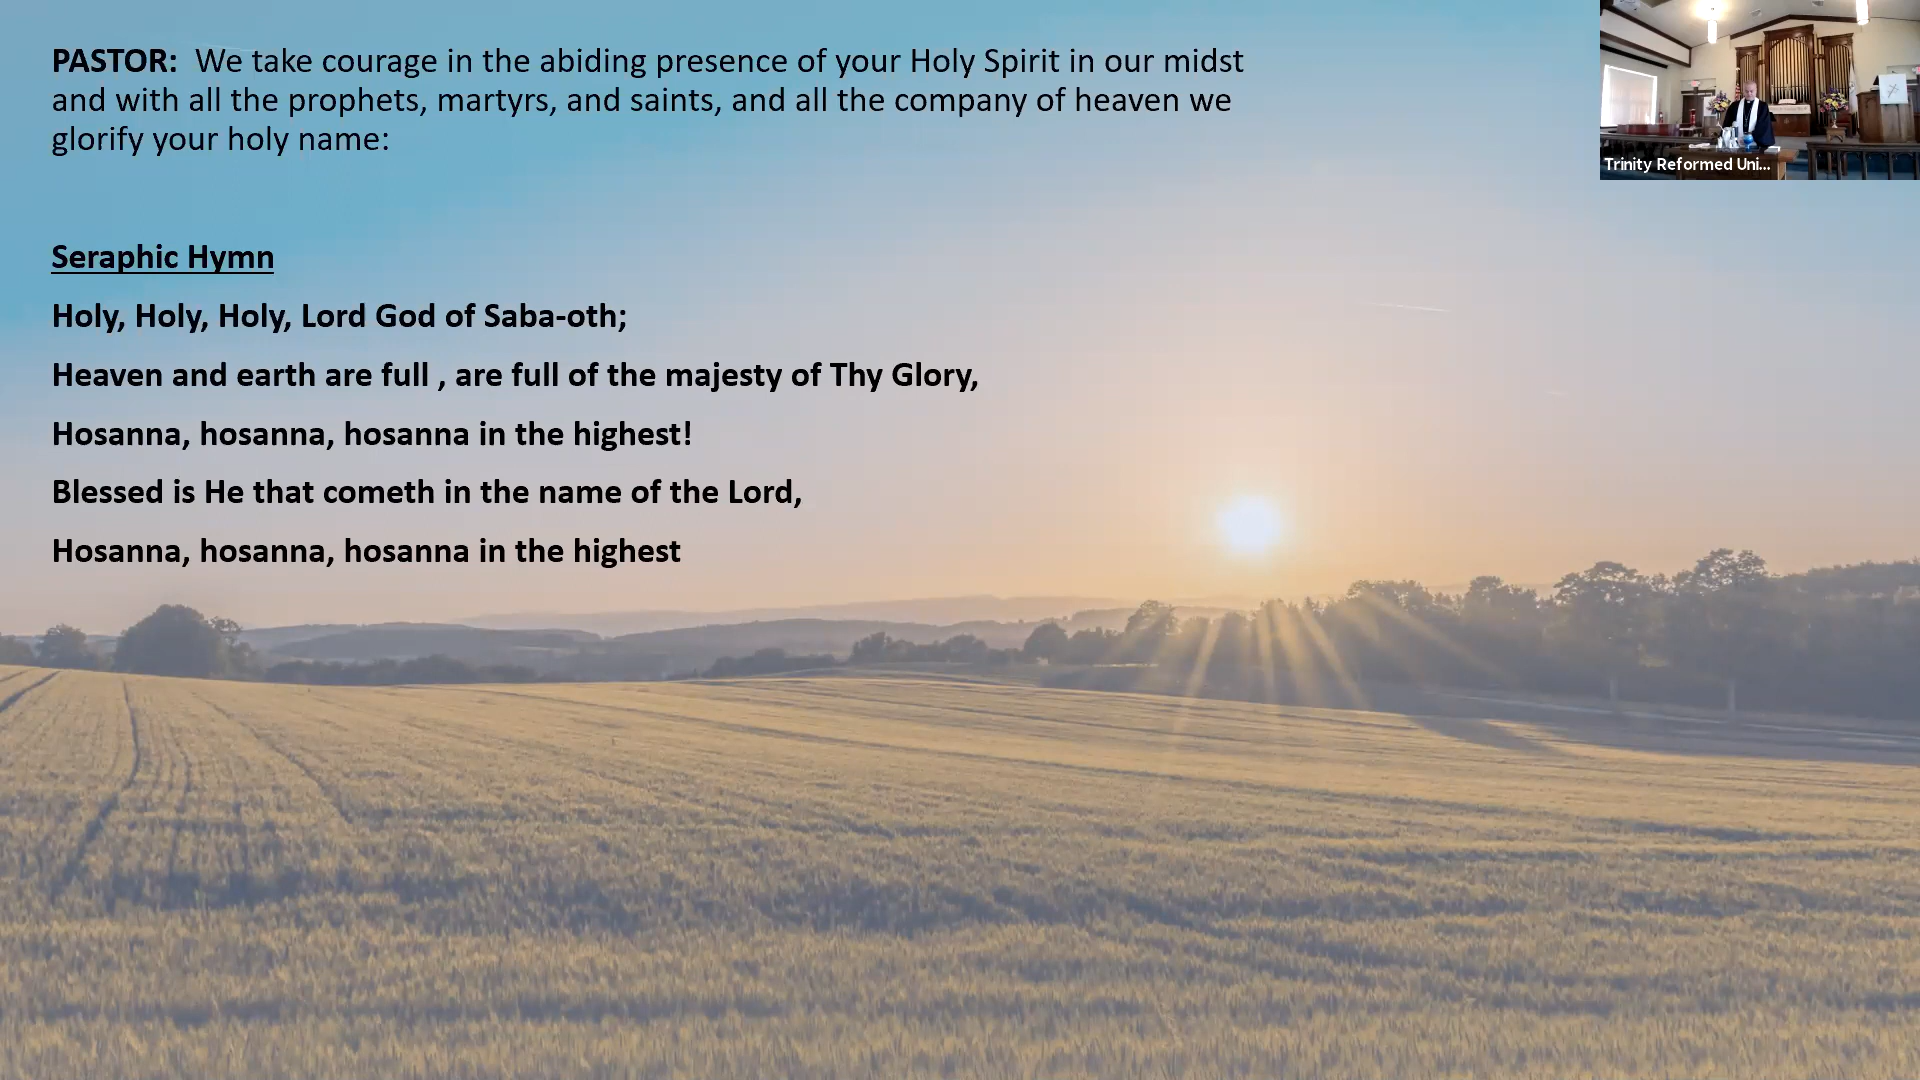 PASTOR: We take courage in the abiding presence of your Holy Spirit in our midst
and with all the prophets, martyrs, and saints, and all the company of heaven we
glorify your holy name:
Seraphic Hymn
Holy, Holy, Holy, Lord God of Saba-oth;
Heaven and earth are full , are full of the majesty of Thy Glory,
Hosanna, hosanna, hosanna in the highest!
Blessed is He that cometh in the name of the Lord,
Hosanna, hosanna, hosanna in the highest
Trinity Reformed Uni...